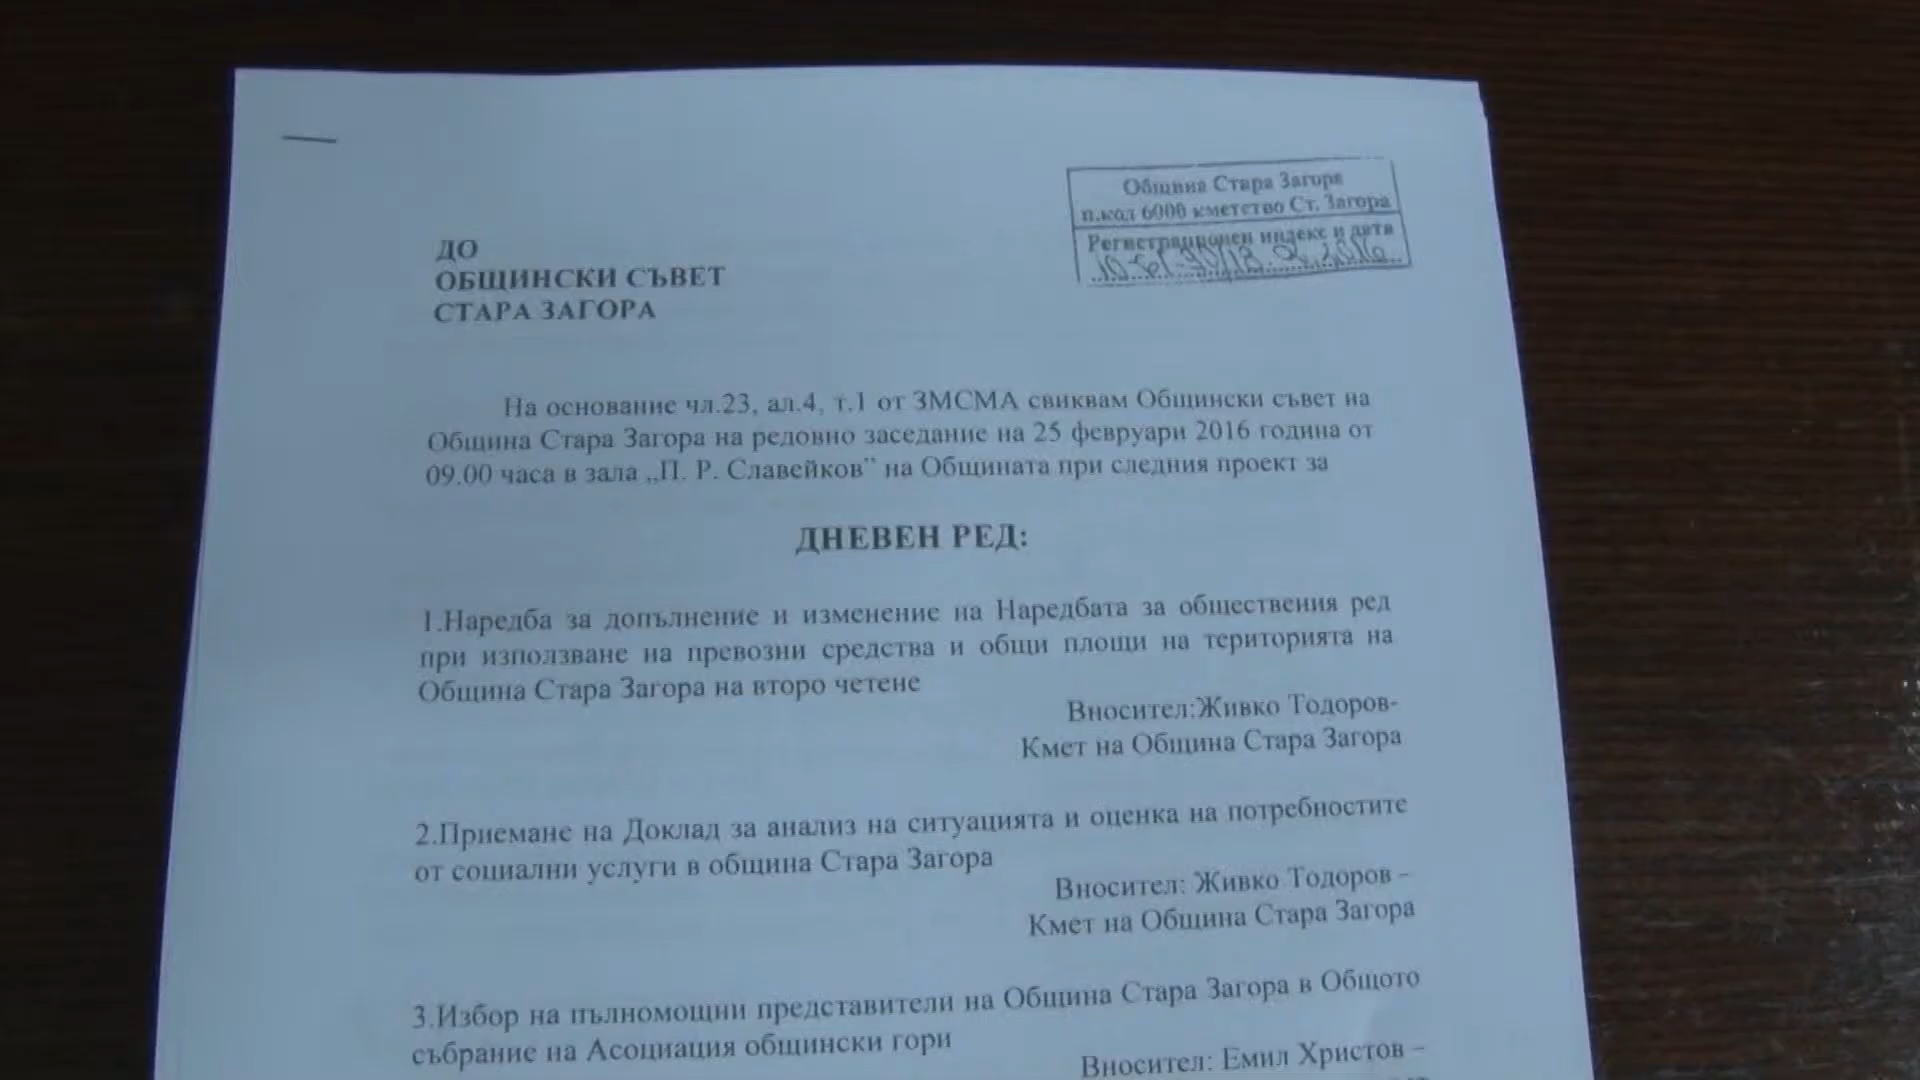 Община Стара Загора
п.код 6000 кметство Ст. Загора
Регистрационен индекс и дата
ДО
ОБЩИНСКИ СЪВЕТ
СТАРА ЗАГОРА
На основание чл.23, ал.4, т.1 от ЗМСМА свиквам Общински съвет на
Община Стара Загора на редовно заседание на 25 февруари 2016 година от
09.00 часа в зала „П. Р. Славейков” на Общината при следния проект за
ДНЕВЕН РЕД:
1.Наредба за допълнение и изменение на Наредбата за обществения ред
при използване на превозни средства и общи площи на територията на
Община Стара Загора на второ четене
Вносител:Живко Тодоров-
Кмет на Община Стара Загора
2.Приемане на Доклад за анализ на ситуацията и оценка на потребностите
от социални услуги в община Стара Загора
Вносител: Живко Тодоров –
Кмет на Община Стара Загора
3.Избор на пълномощни представители на Община Стара Загора в Общото
събрание на Асоциация общински гори
Вносител: Емил Христов –